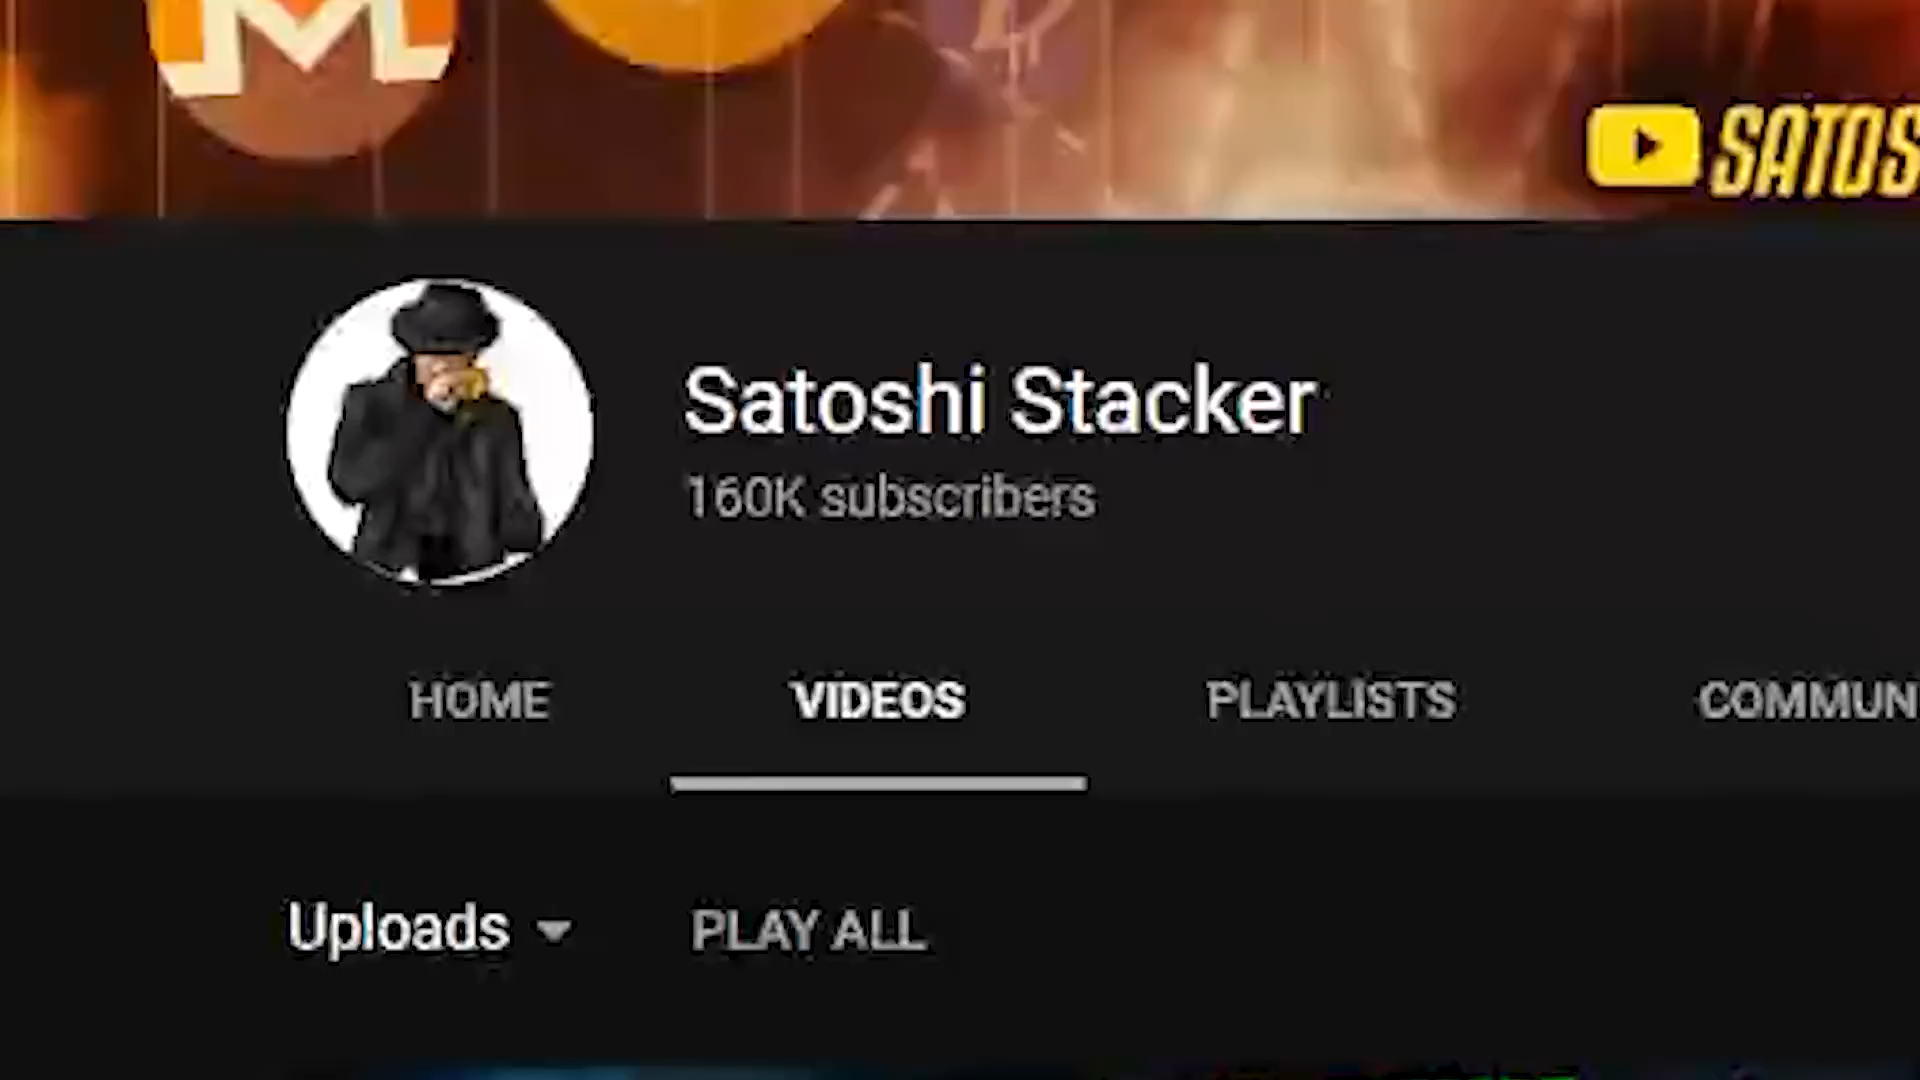 SATOS
Satoshi Stacker
160K subscribers
HOME VIDEOS PLAYLISTS COMMUN
Uploads PLAY ALL